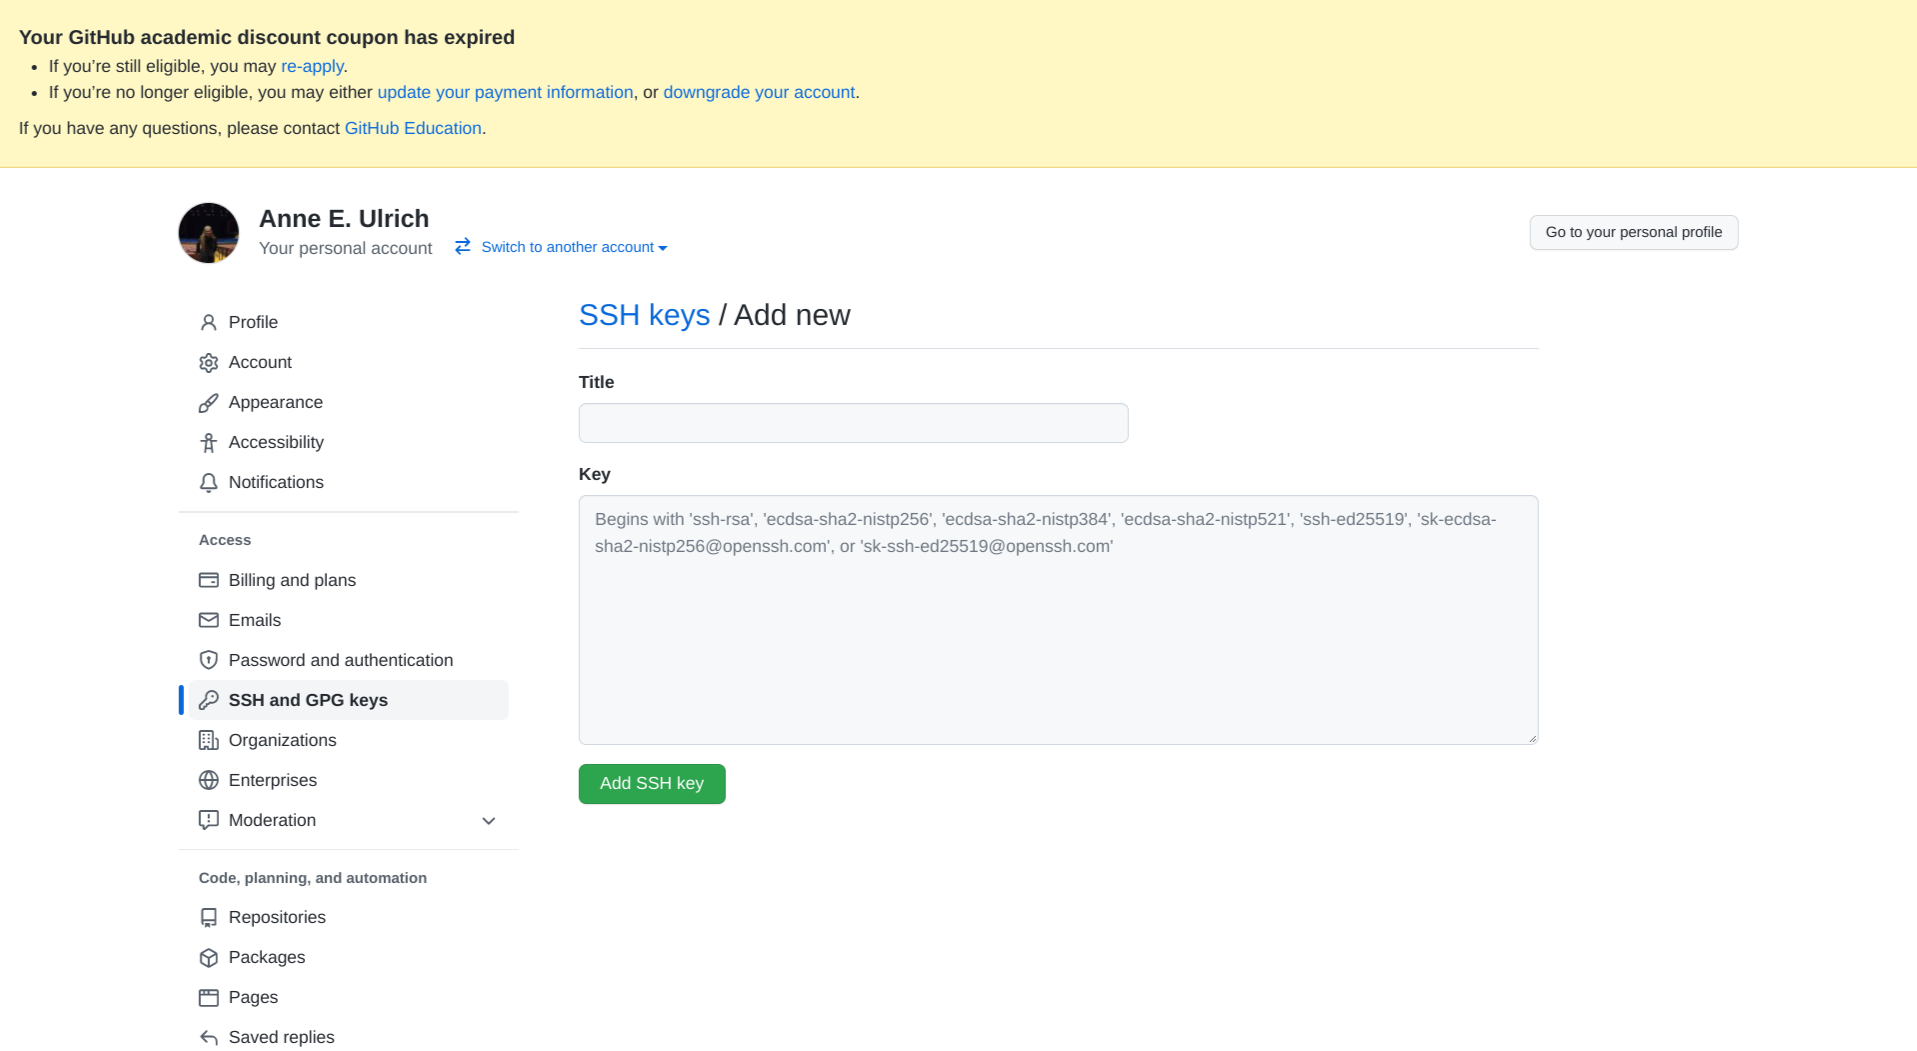 Your GitHub academic discount coupon has expired
• If you’re still eligible, you may re-apply.
• If you’re no longer eligible, you may either update your payment information, or downgrade your account.
If you have any questions, please contact GitHub Education.
Anne E. Ulrich
Your personal account
Switch to another account
Go to your personal profile
Profile
Account
Appearance
Accessibility
Notifications
Access
Billing and plans
Emails
Password and authentication
SSH and GPG keys
Organizations
Enterprises
Moderation
Code, planning, and automation
Repositories
Packages
Pages
Saved replies
SSH keys / Add new
Title
Key
Begins with 'ssh-rsa', 'ecdsa-sha2-nistp256', 'ecdsa-sha2-nistp384', 'ecdsa-sha2-nistp521', 'ssh-ed25519', 'sk-ecdsa-
sha2-nistp256@openssh.com', or 'sk-ssh-ed25519@openssh.com'
Add SSH key